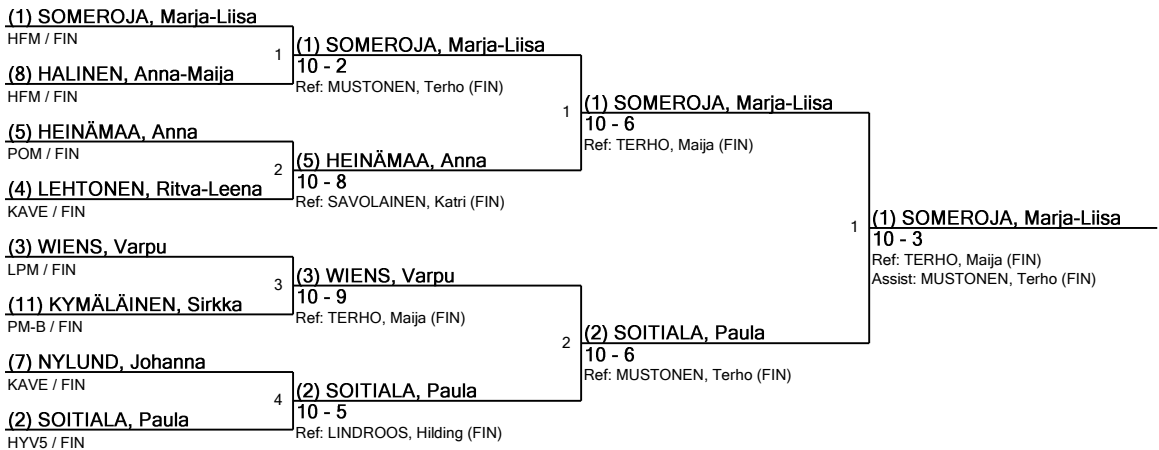 (1) SOMEROJA, Marja-Liisa
HFM / FIN
(8) HALINEN, Anna-Maija
HFM / FIN
(5) HEINÄMAA, Anna
POM / FIN
(4) LEHTONEN, Ritva-Leena
KAVE / FIN
(3) WIENS, Varpu
LPM / FIN
(11) KYMÄLÄINEN, Sirkka
PM-B / FIN
(7) NYLUND, Johanna
KAVE / FIN
(2) SOITIALA, Paula
HYV5 / FIN
1
(1) SOMEROJA, Marja-Liisa
10 - 2
Ref: MUSTONEN, Terho (FIN)
2
(5) HEINÄMAA, Anna
10 - 8
Ref: SAVOLAINEN, Katri (FIN)
3
(3) WIENS, Varpu
10 - 9
Ref: TERHO, Maija (FIN)
4
(2) SOITIALA, Paula
10 - 5
Ref: LINDROOS, Hilding (FIN)
1
(1) SOMEROJA, Marja-Liisa
10 - 6
Ref: TERHO, Maija (FIN)
2
(2) SOITIALA, Paula
10 - 6
Ref: MUSTONEN, Terho (FIN)
1
(1) SOMEROJA, Marja-Liisa
10 - 3
Ref: TERHO, Maija (FIN)
Assist: MUSTONEN, Terho (FIN)